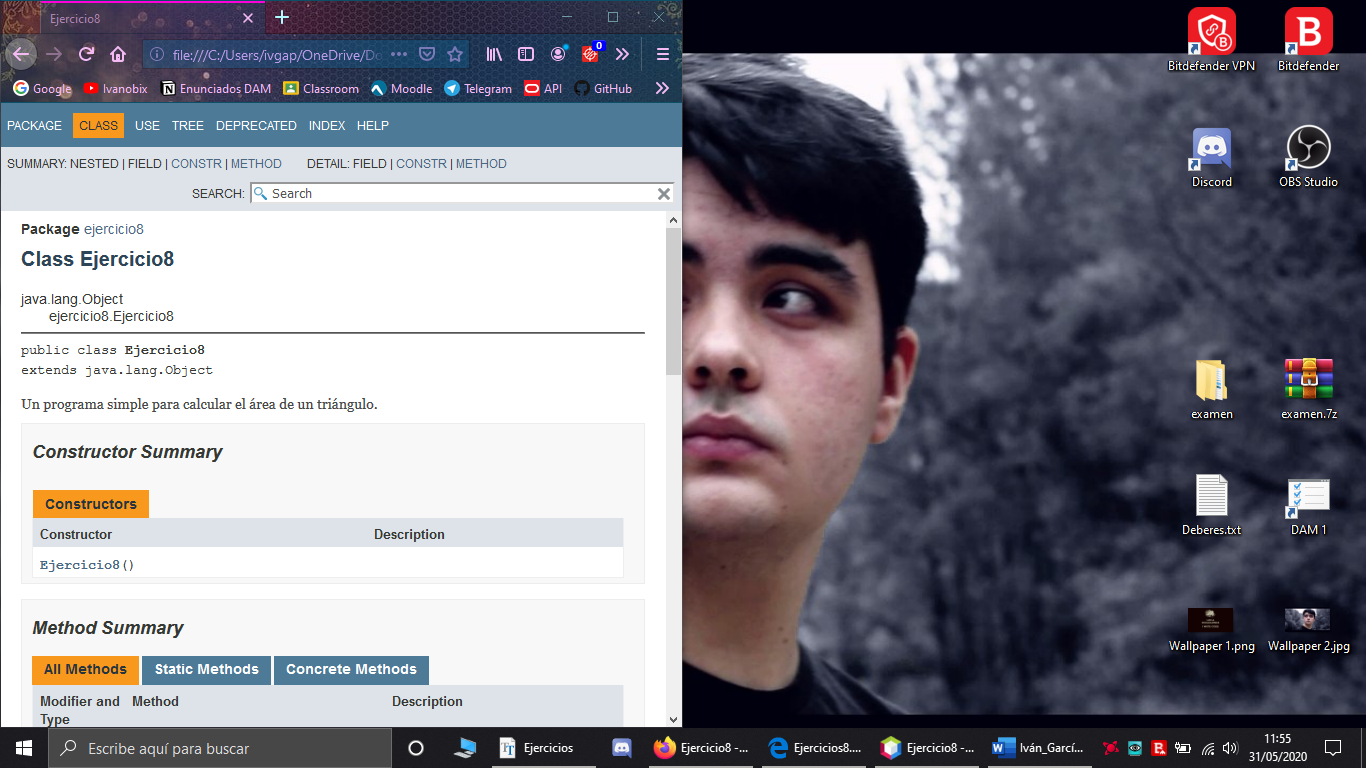 Ejercicio8
file:///C:/Users/ivgap/OneDrive/Do
0
Google Ivanobix Enunciados DAM Classroom Moodle Telegram API GitHub
PACKAGE CLASS USE TREE DEPRECATED INDEX HELP
SUMMARY: NESTED | FIELD | CONSTR | METHOD DETAIL: FIELD | CONSTR | METHOD
SEARCH: Search
Package ejercicio8
Class Ejercicio8
java.lang.Object
ejercicio8.Ejercicio8
public class Ejercicio8
extends java.lang.Object
Un programa simple para calcular el área de un triángulo.
Constructor Summary
Constructors
Constructor Description
Ejercicio8()
Method Summary
All Methods Static Methods Concrete Methods
Modifier and Type Method Description
Bitdefender VPN Bitdefender
Discord OBS Studio
examen examen.7z
Deberes.txt DAM 1
Wallpaper 1.png Wallpaper 2.jpg
Escribe aquí para buscar
Ejercicios
Ejercicio8 -...
Ejercicios8....
Ejercicio8 -...
Iván_Garcí...
11:55
31/05/2020